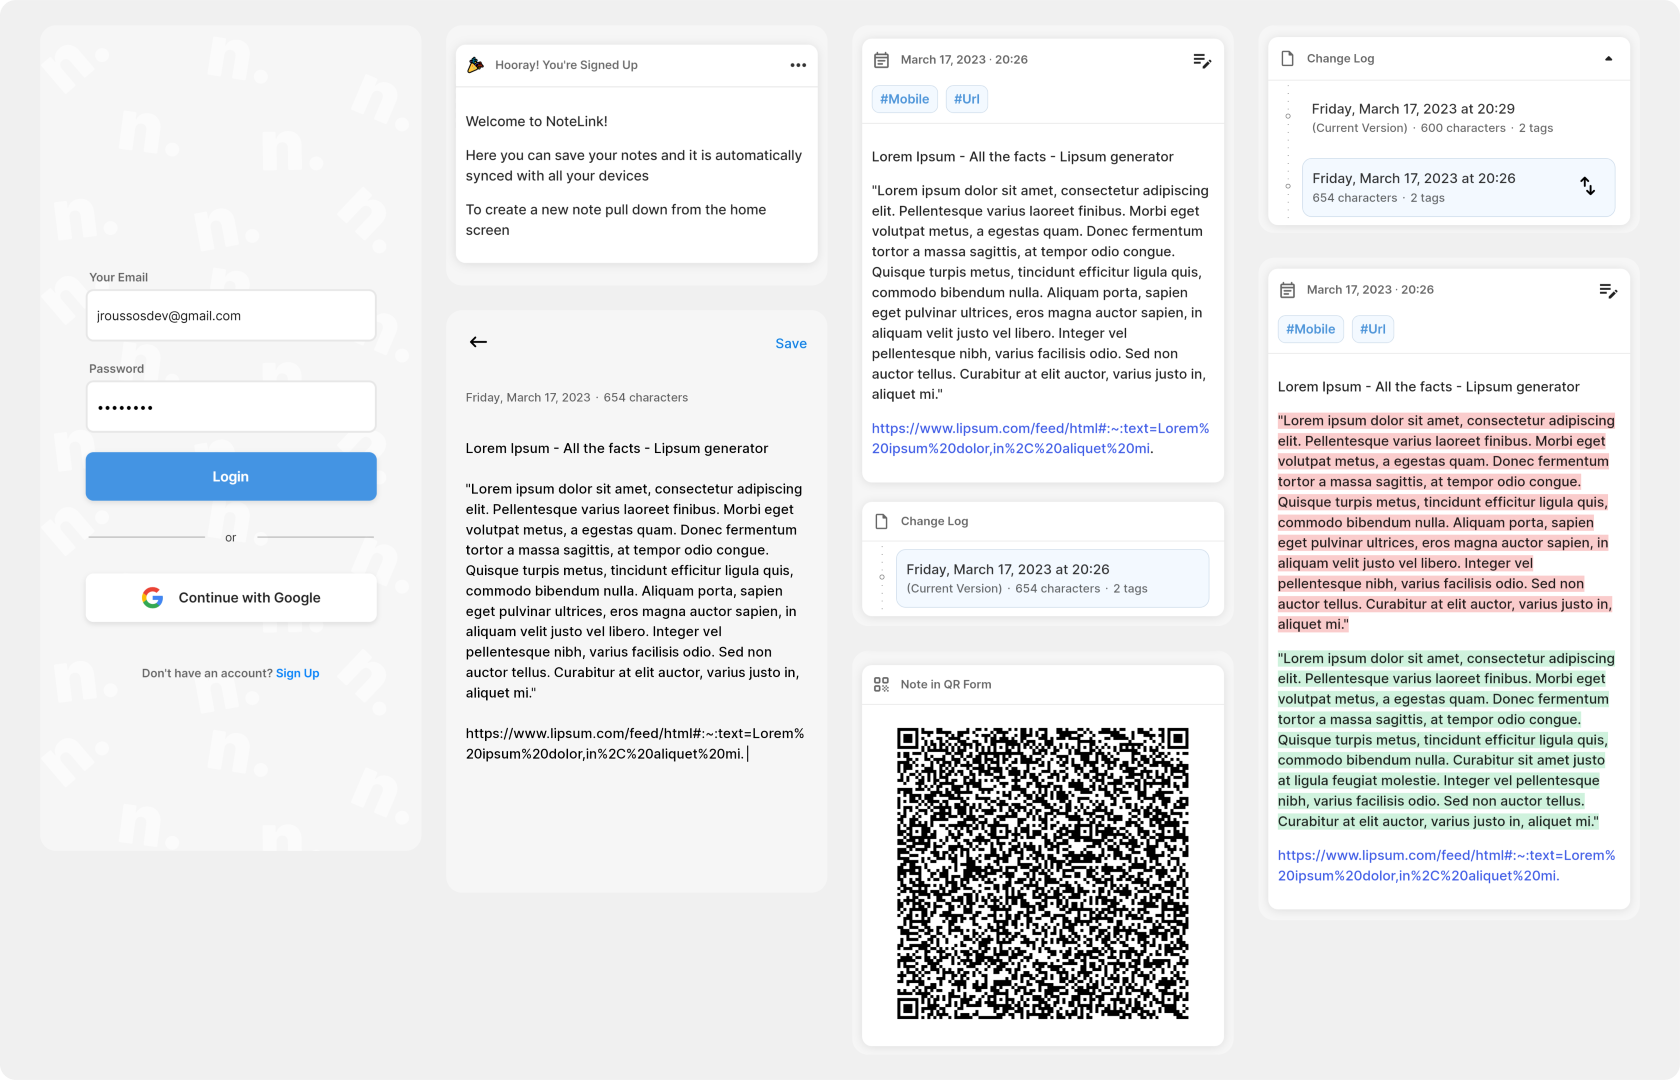 Your Email
jroussosdev@gmail.com
Password
••••••••
Login
or
Continue with Google
Don't have an account? Sign Up
Hooray! You're Signed Up
Welcome to NoteLink!
Here you can save your notes and it is automatically
synced with all your devices
To create a new note pull down from the home
screen
Save
Friday, March 17, 2023 · 654 characters
Lorem Ipsum - All the facts - Lipsum generator
"Lorem ipsum dolor sit amet, consectetur adipiscing
elit. Pellentesque varius laoreet finibus. Morbi eget
volutpat metus, a egestas quam. Donec fermentum
tortor a massa sagittis, at tempor odio congue.
Quisque turpis metus, tincidunt efficitur ligula quis,
commodo bibendum nulla. Aliquam porta, sapien
eget pulvinar ultrices, eros magna auctor sapien, in
aliquam velit justo vel libero. Integer vel
pellentesque nibh, varius facilisis odio. Sed non
auctor tellus. Curabitur at elit auctor, varius justo in,
aliquet mi."
https://www.lipsum.com/feed/html#:~:text=Lorem%
20ipsum%20dolor,in%2C%20aliquet%20mi.
March 17, 2023 · 20:26
#Mobile #Url
Lorem Ipsum - All the facts - Lipsum generator
"Lorem ipsum dolor sit amet, consectetur adipiscing
elit. Pellentesque varius laoreet finibus. Morbi eget
volutpat metus, a egestas quam. Donec fermentum
tortor a massa sagittis, at tempor odio congue.
Quisque turpis metus, tincidunt efficitur ligula quis,
commodo bibendum nulla. Aliquam porta, sapien
eget pulvinar ultrices, eros magna auctor sapien, in
aliquam velit justo vel libero. Integer vel
pellentesque nibh, varius facilisis odio. Sed non
auctor tellus. Curabitur at elit auctor, varius justo in,
aliquet mi."
https://www.lipsum.com/feed/html#:~:text=Lorem%
20ipsum%20dolor,in%2C%20aliquet%20mi.
Change Log
Friday, March 17, 2023 at 20:26
(Current Version) · 654 characters · 2 tags
Note in QR Form
Change Log
Friday, March 17, 2023 at 20:29
(Current Version) · 600 characters · 2 tags
Friday, March 17, 2023 at 20:26
654 characters · 2 tags
March 17, 2023 · 20:26
#Mobile #Url
Lorem Ipsum - All the facts - Lipsum generator
"Lorem ipsum dolor sit amet, consectetur adipiscing
elit. Pellentesque varius laoreet finibus. Morbi eget
volutpat metus, a egestas quam. Donec fermentum
tortor a massa sagittis, at tempor odio congue.
Quisque turpis metus, tincidunt efficitur ligula quis,
commodo bibendum nulla. Aliquam porta, sapien
eget pulvinar ultrices, eros magna auctor sapien, in
aliquam velit justo vel libero. Integer vel
pellentesque nibh, varius facilisis odio. Sed non
auctor tellus. Curabitur at elit auctor, varius justo in,
aliquet mi."
"Lorem ipsum dolor sit amet, consectetur adipiscing
elit. Pellentesque varius laoreet finibus. Morbi eget
volutpat metus, a egestas quam. Donec fermentum
tortor a massa sagittis, at tempor odio congue.
Quisque turpis metus, tincidunt efficitur ligula quis,
commodo bibendum nulla. Curabitur sit amet justo
at ligula feugiat molestie. Integer vel pellentesque
nibh, varius facilisis odio. Sed non auctor tellus.
Curabitur at elit auctor, varius justo in, aliquet mi."
https://www.lipsum.com/feed/html#:~:text=Lorem%
20ipsum%20dolor,in%2C%20aliquet%20mi.